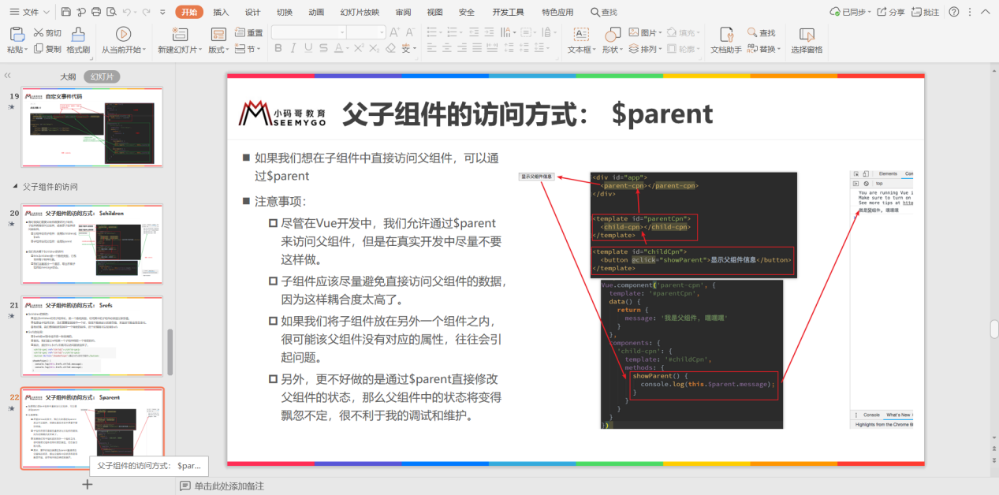 文件
开始 插入 设计 切换 动画 幻灯片放映 审阅 视图 安全 开发工具 特色应用 查找
已同步 分享 批注
粘贴 剪切 复制 格式刷 从当前开始 新建幻灯片 版式 重置 节
B I U S A X² X₂
文本框 形状 图片 排列 填充 轮廓 文档助手 查找 替换 选择窗格
大纲 幻灯片
19
自定义事件代码
父子组件的访问
20
父子组件的访问方式： $children
21
父子组件的访问方式： $refs
22
父子组件的访问方式： $parent
父子组件的访问方式： $par...
小码哥教育
SEEMYGO
父子组件的访问方式： $parent
如果我们想在子组件中直接访问父组件，可以通
过$parent
注意事项：
尽管在Vue开发中，我们允许通过$parent
来访问父组件，但是在真实开发中尽量不要
这样做。
子组件应该尽量避免直接访问父组件的数据，
因为这样耦合度太高了。
如果我们将子组件放在另外一个组件之内，
很可能该父组件没有对应的属性，往往会引
起问题。
另外，更不好做的是通过$parent直接修改
父组件的状态，那么父组件中的状态将变得
飘忽不定，很不利于我的调试和维护。
显示父组件信息
<div id="app">
<parent-cpn></parent-cpn>
</div>
<template id="parentCpn">
<child-cpn></child-cpn>
</template>
<template id="childCpn">
<button @click="showParent">显示父组件信息</button>
</template>
Vue.component('parent-cpn', {
template: '#parentCpn',
data() {
return {
message: '我是父组件, 嘿嘿嘿'
}
},
components: {
'child-cpn': {
template: '#childCpn',
methods: {
showParent() {
console.log(this.$parent.message);
}
}
}
}
})
Elements Con
top
You are running Vue i
Make sure to turn on
See more tips at http
我是父组件, 嘿嘿嘿
Console What's New
Highlights from the Chrome 6
单击此处添加备注